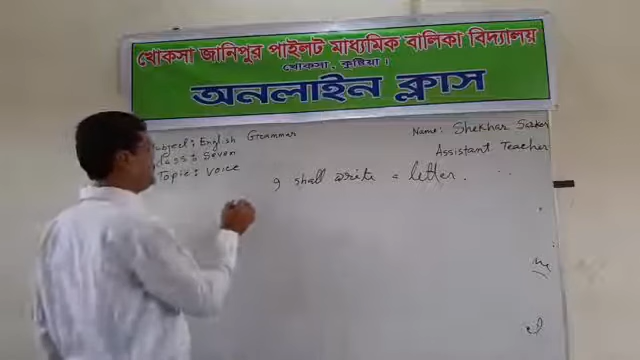 খোকসা জানিপুর পাইলট মাধ্যমিক বালিকা বিদ্যালয়
খোকসা, কুষ্টিয়া।
অনলাইন ক্লাস
Subject: English Grammar
Class: Seven
Topic: voice
Name: Shekhar Sarker
Assistant Teacher
I shall write a letter.